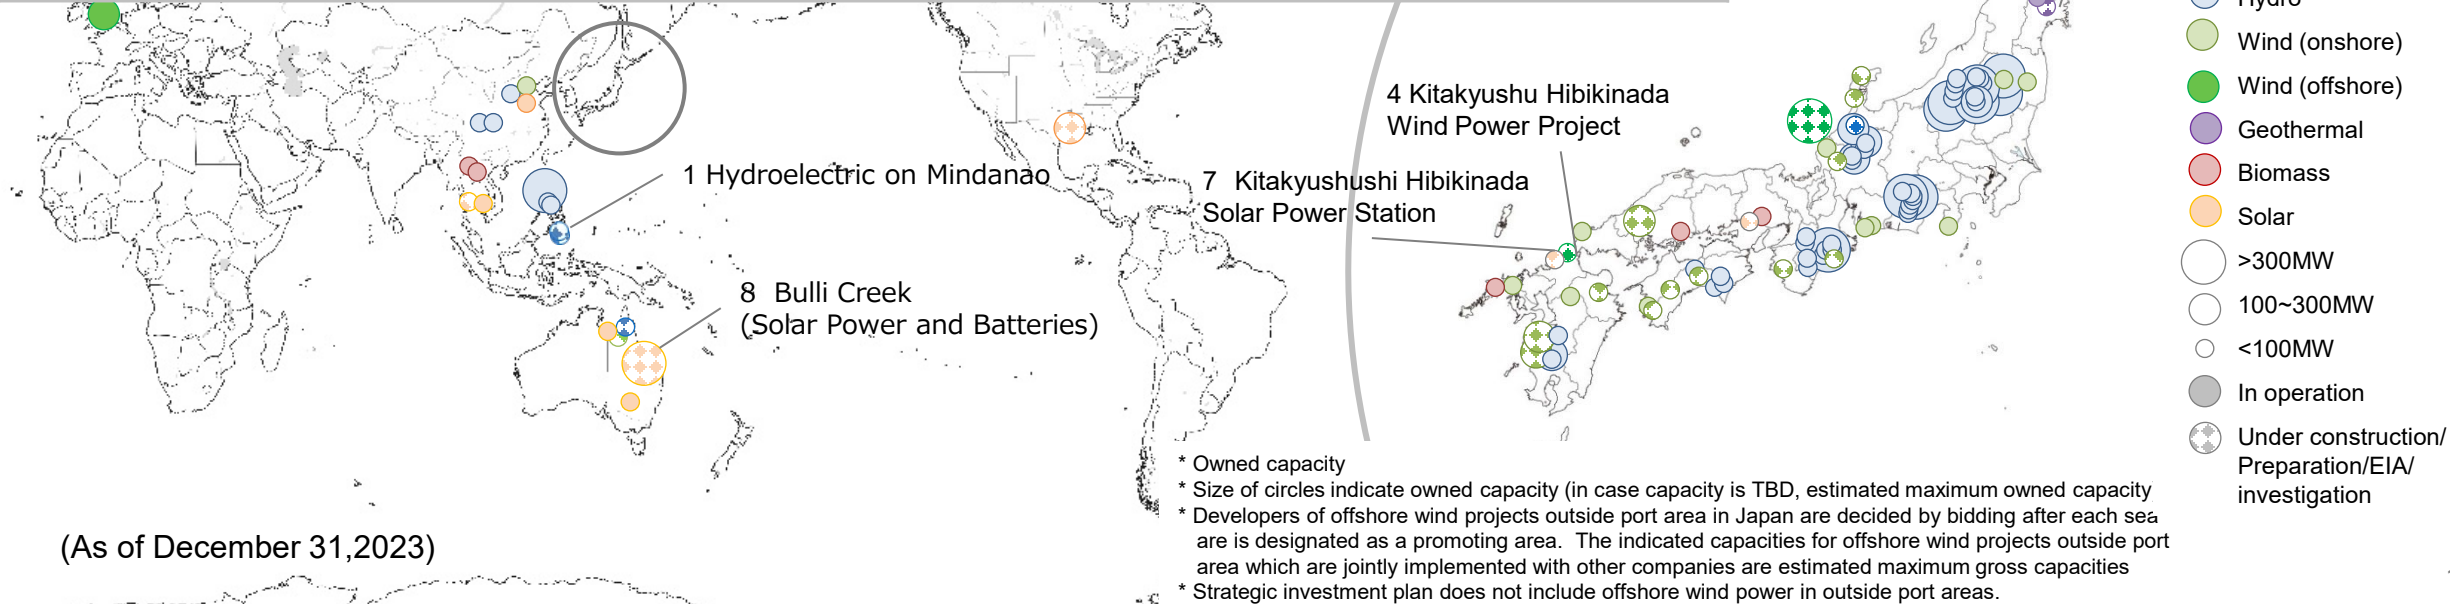 Hydro
Wind (onshore)
Wind (offshore)
Geothermal
Biomass
Solar
>300MW
100~300MW
<100MW
In operation
Under construction/
Preparation/EIA/
investigation
4 Kitakyushu Hibikinada
Wind Power Project
1 Hydroelectric on Mindanao
7 Kitakyushushi Hibikinada
Solar Power Station
8 Bulli Creek
(Solar Power and Batteries)
* Owned capacity
* Size of circles indicate owned capacity (in case capacity is TBD, estimated maximum owned capacity
* Developers of offshore wind projects outside port area in Japan are decided by bidding after each sea
are is designated as a promoting area. The indicated capacities for offshore wind projects outside port
area which are jointly implemented with other companies are estimated maximum gross capacities
* Strategic investment plan does not include offshore wind power in outside port areas.
(As of December 31,2023)